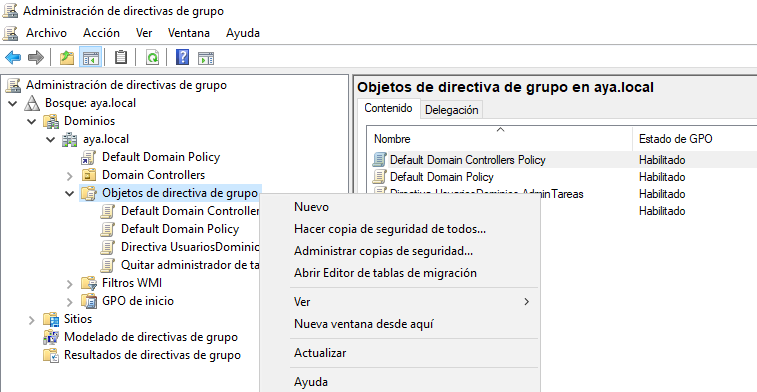 Administración de directivas de grupo
Archivo Acción Ver Ventana Ayuda
Administración de directivas de grupo
Bosque: aya.local
Dominios
aya.local
Default Domain Policy
Domain Controllers
Objetos de directiva de grupo
Default Domain Controller
Default Domain Policy
Directiva UsuariosDominic
Quitar administrador de ta
Filtros WMI
GPO de inicio
Sitios
Modelado de directivas de grupo
Resultados de directivas de grupo
Objetos de directiva de grupo en aya.local
Contenido Delegación
Nombre Estado de GPO
Default Domain Controllers Policy Habilitado
Default Domain Policy Habilitado
Directiva UsuariosDominios AdminTareas Habilitado
Habilitado
Nuevo
Hacer copia de seguridad de todos...
Administrar copias de seguridad...
Abrir Editor de tablas de migración
Ver
Nueva ventana desde aquí
Actualizar
Ayuda